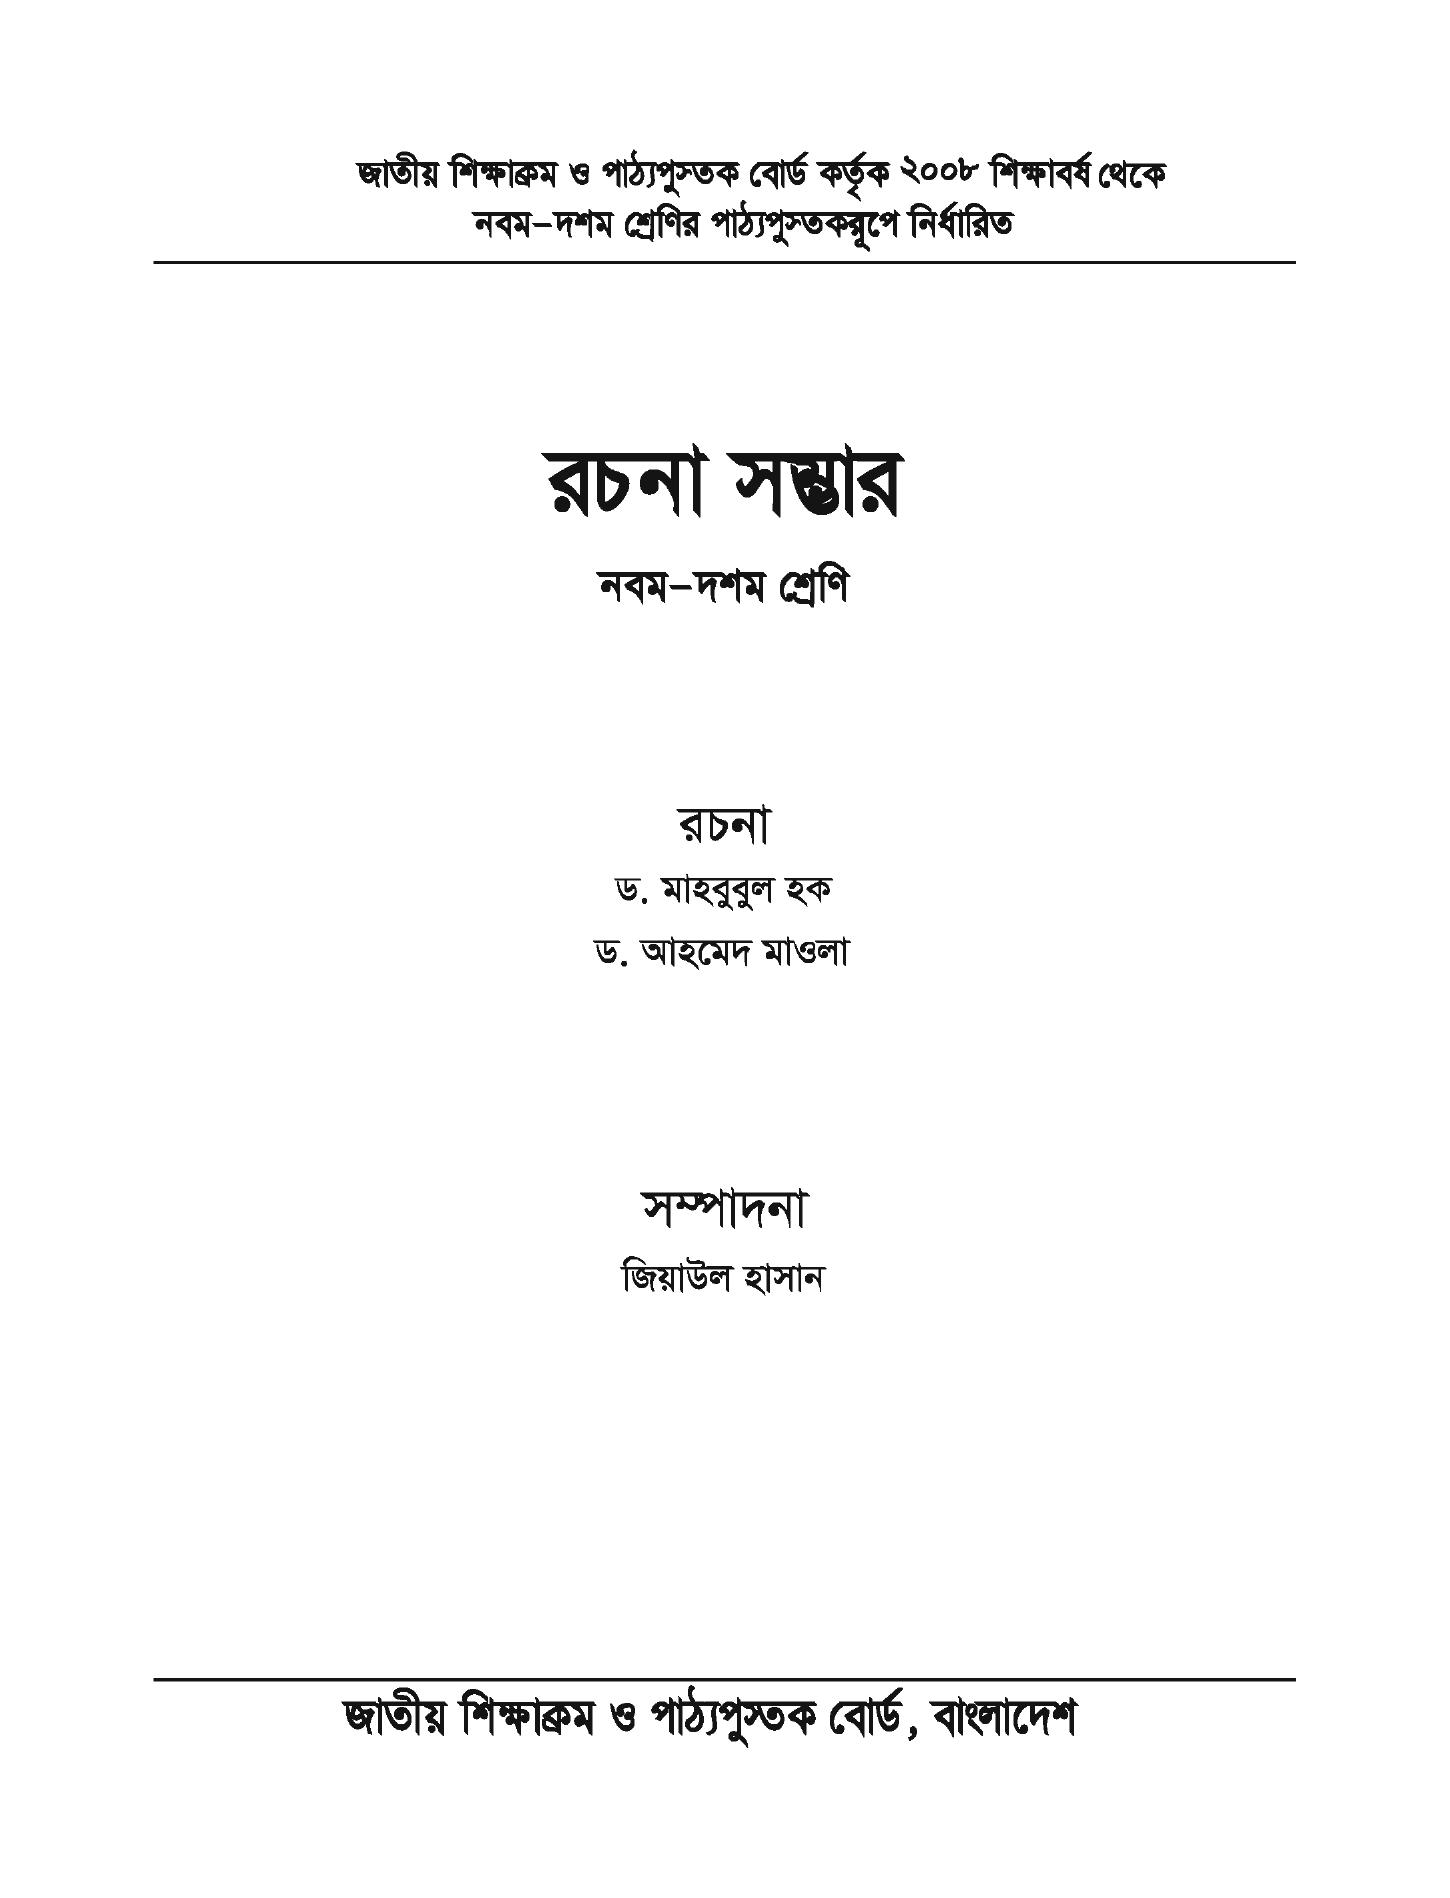 জাতীয় শিক্ষাক্রম ও পাঠ্যপুস্তক বোর্ড কর্তৃক ২০০৮ শিক্ষাবর্ষ থেকে
নবম-দশম শ্রেণির পাঠ্যপুস্তকরূপে নির্ধারিত
রচনা সম্ভার
নবম-দশম শ্রেণি
রচনা
ড. মাহবুবুল হক
ড. আহমেদ মাওলা
সম্পাদনা
জিয়াউল হাসান
জাতীয় শিক্ষাক্রম ও পাঠ্যপুস্তক বোর্ড, বাংলাদেশ